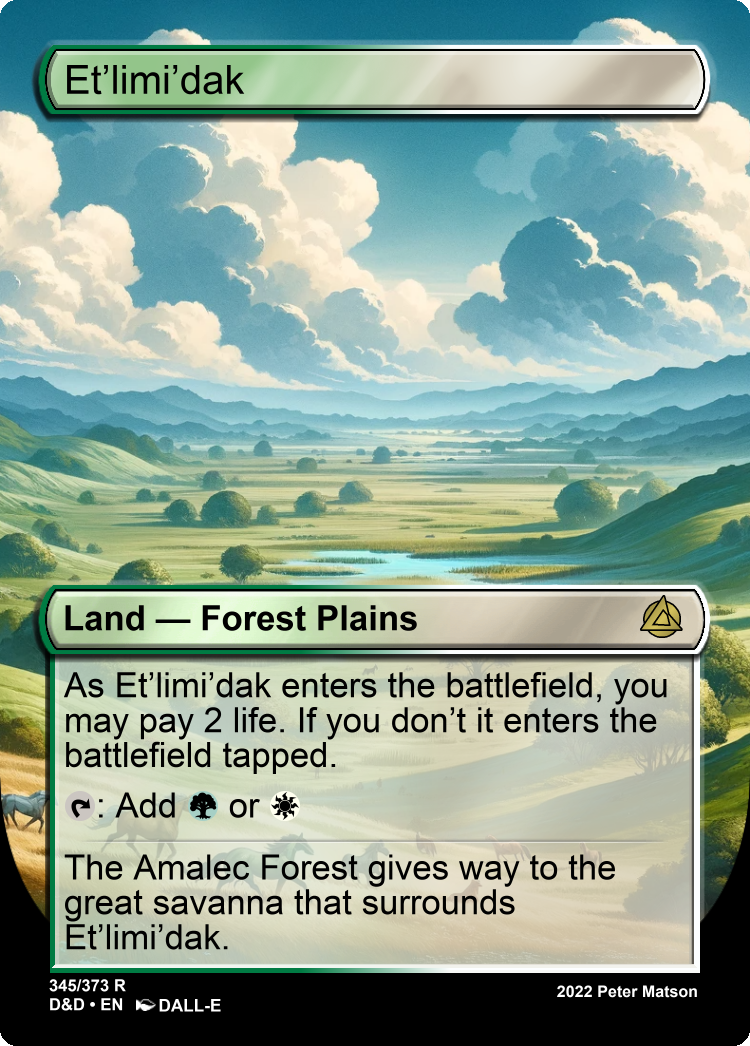 Et’limi’dak
Land — Forest Plains
As Et’limi’dak enters the battlefield, you
may pay 2 life. If you don’t it enters the
battlefield tapped.
: Add or
The Amalec Forest gives way to the
great savanna that surrounds
Et’limi’dak.
345/373 R
D&D • EN DALL-E
2022 Peter Matson